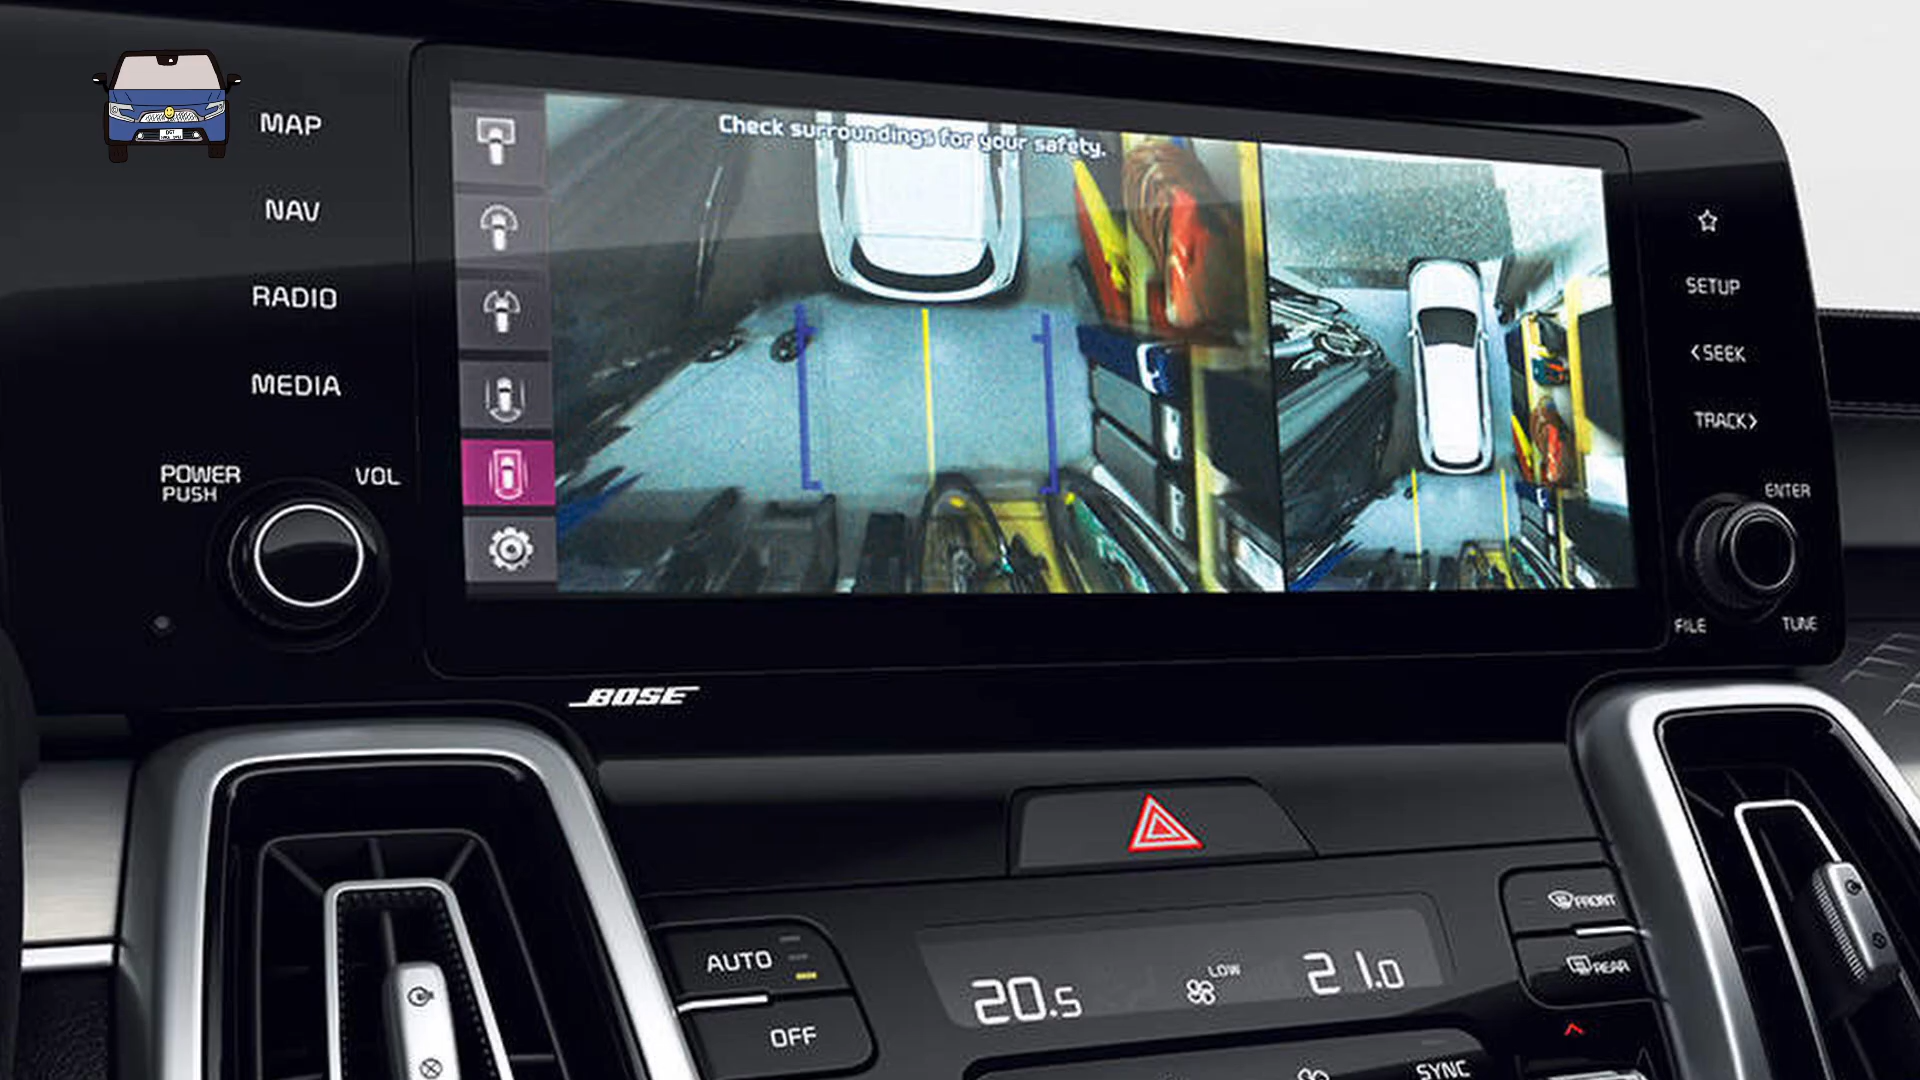 MAP
NAV
RADIO
MEDIA
POWER
PUSH
VOL
Check surroundings for your safety.
SETUP
SEEK
TRACK
ENTER
FILE
TUNE
BOSE
AUTO
OFF
20.5
LOW
21.0
FRONT
REAR
SYNC